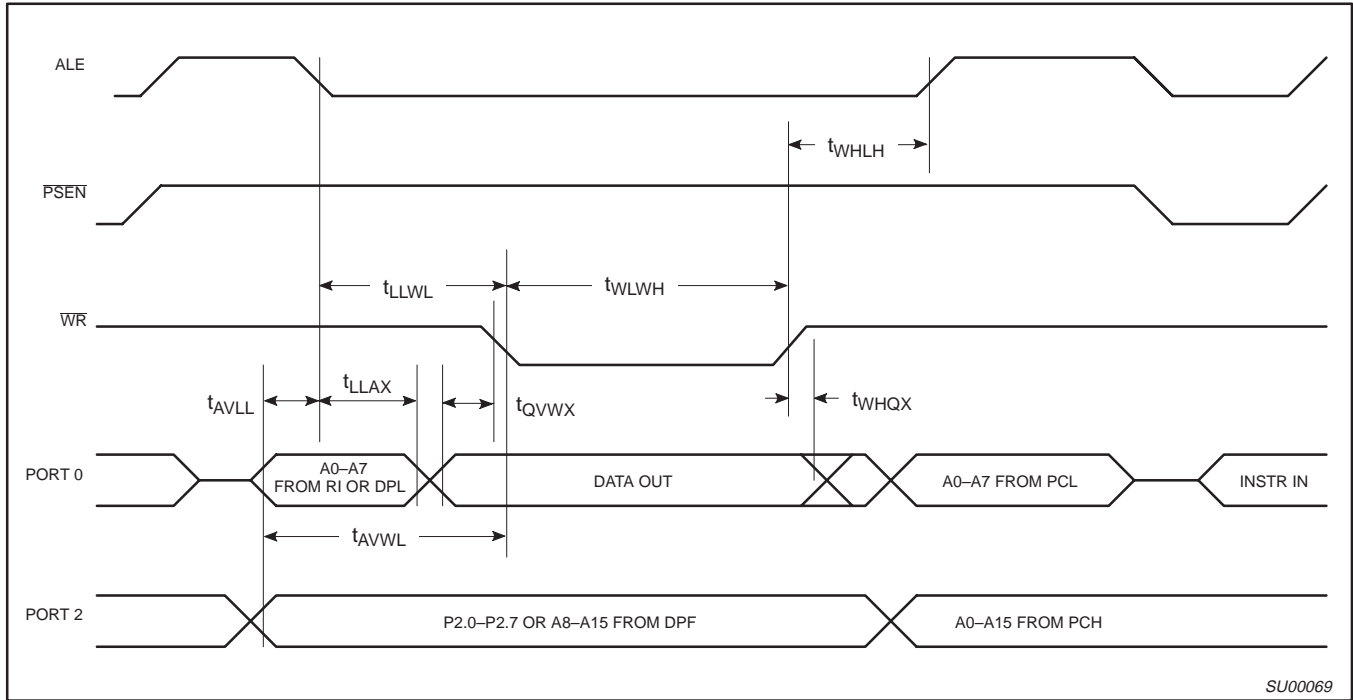 ALE
tWHLH
PSEN
tLLWL
tWLWH
WR
tAVLL
tLLAX
tQVWX
tWHQX
PORT 0
A0–A7
FROM RI OR DPL
DATA OUT
A0–A7 FROM PCL
INSTR IN
tAVWL
PORT 2
P2.0–P2.7 OR A8–A15 FROM DPF
A0–A15 FROM PCH
SU00069